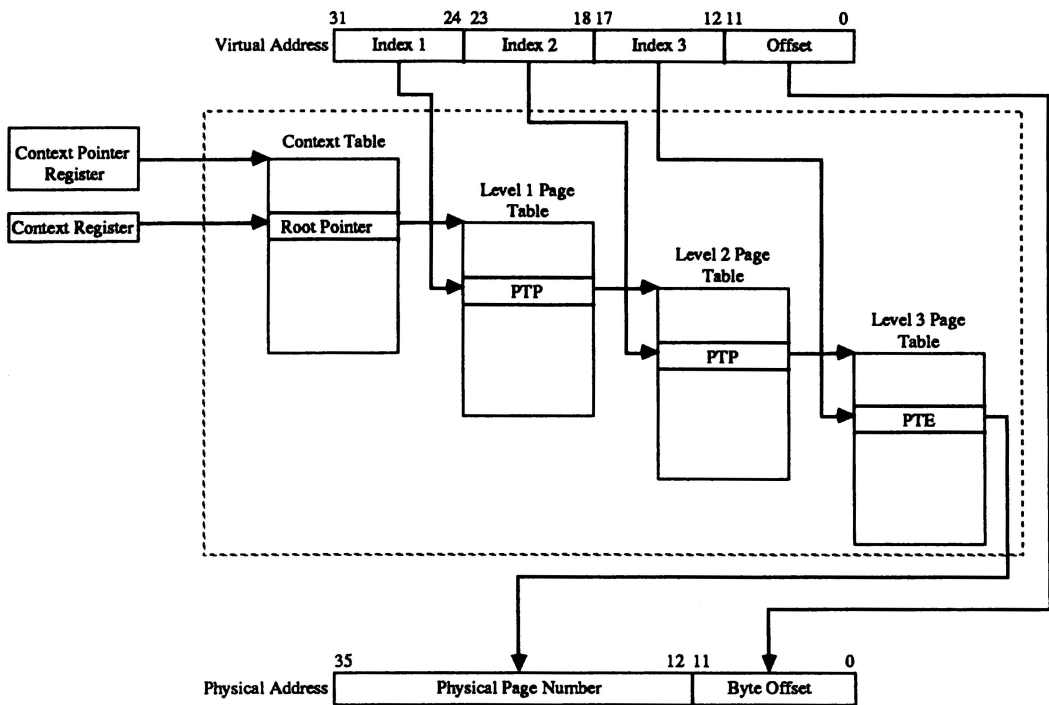 31 24 23 18 17 12 11 0
Virtual Address Index 1 Index 2 Index 3 Offset
Context Pointer
Register
Context Table
Context Register
Root Pointer
Level 1 Page
Table
PTP
Level 2 Page
Table
PTP
Level 3 Page
Table
PTE
35 12 11 0
Physical Address Physical Page Number Byte Offset